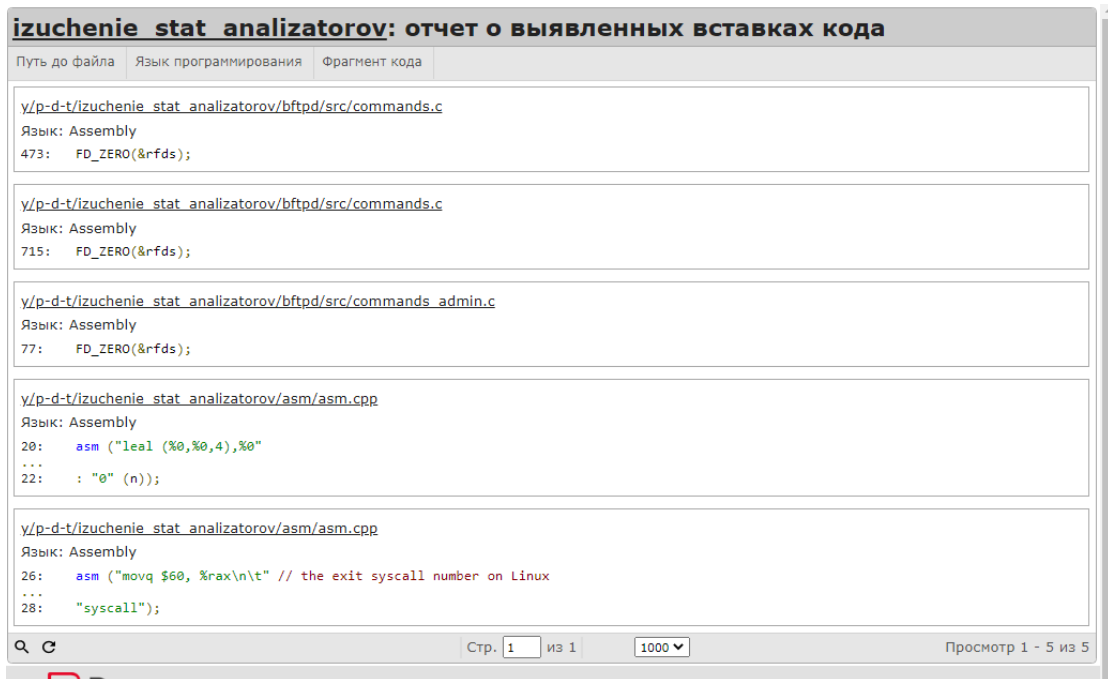 izuchenie_stat_analizatorov: отчет о выявленных вставках кода
Путь до файла Язык программирования Фрагмент кода
y/p-d-t/izuchenie_stat_analizatorov/bftpd/src/commands.c
Язык: Assembly
473: FD_ZERO(&rfds);
y/p-d-t/izuchenie_stat_analizatorov/bftpd/src/commands.c
Язык: Assembly
715: FD_ZERO(&rfds);
y/p-d-t/izuchenie_stat_analizatorov/bftpd/src/commands_admin.c
Язык: Assembly
77: FD_ZERO(&rfds);
y/p-d-t/izuchenie_stat_analizatorov/asm/asm.cpp
Язык: Assembly
20: asm ("leal (%0,%0,4),%0"
...
22: : "0" (n));
y/p-d-t/izuchenie_stat_analizatorov/asm/asm.cpp
Язык: Assembly
26: asm ("movq $60, %rax\n\t" // the exit syscall number on Linux
...
28: "syscall");
Стр. 1 из 1 1000 Просмотр 1 - 5 из 5